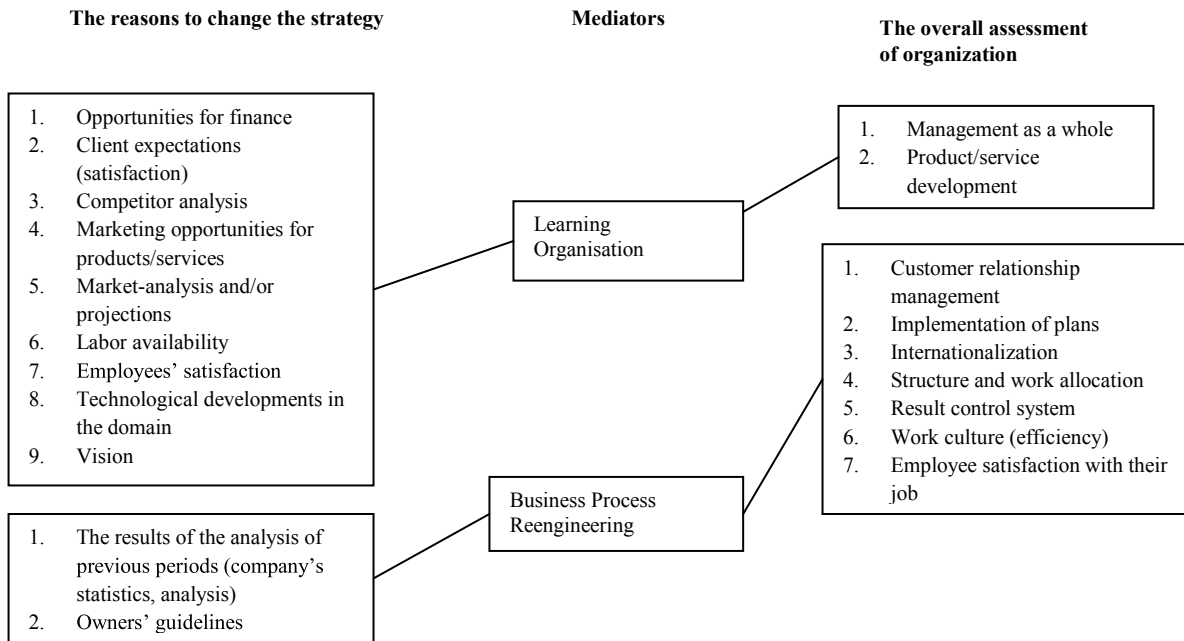 The reasons to change the strategy
Mediators
The overall assessment
of organization
1. Opportunities for finance
2. Client expectations
(satisfaction)
3. Competitor analysis
4. Marketing opportunities for
products/services
5. Market-analysis and/or
projections
6. Labor availability
7. Employees’ satisfaction
8. Technological developments in
the domain
9. Vision
1. The results of the analysis of
previous periods (company’s
statistics, analysis)
2. Owners’ guidelines
Learning
Organisation
Business Process
Reengineering
1. Management as a whole
2. Product/service
development
1. Customer relationship
management
2. Implementation of plans
3. Internationalization
4. Structure and work allocation
5. Result control system
6. Work culture (efficiency)
7. Employee satisfaction with their
job